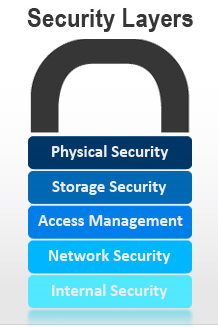 Security Layers
Physical Security
Storage Security
Access Management
Network Security
Internal Security